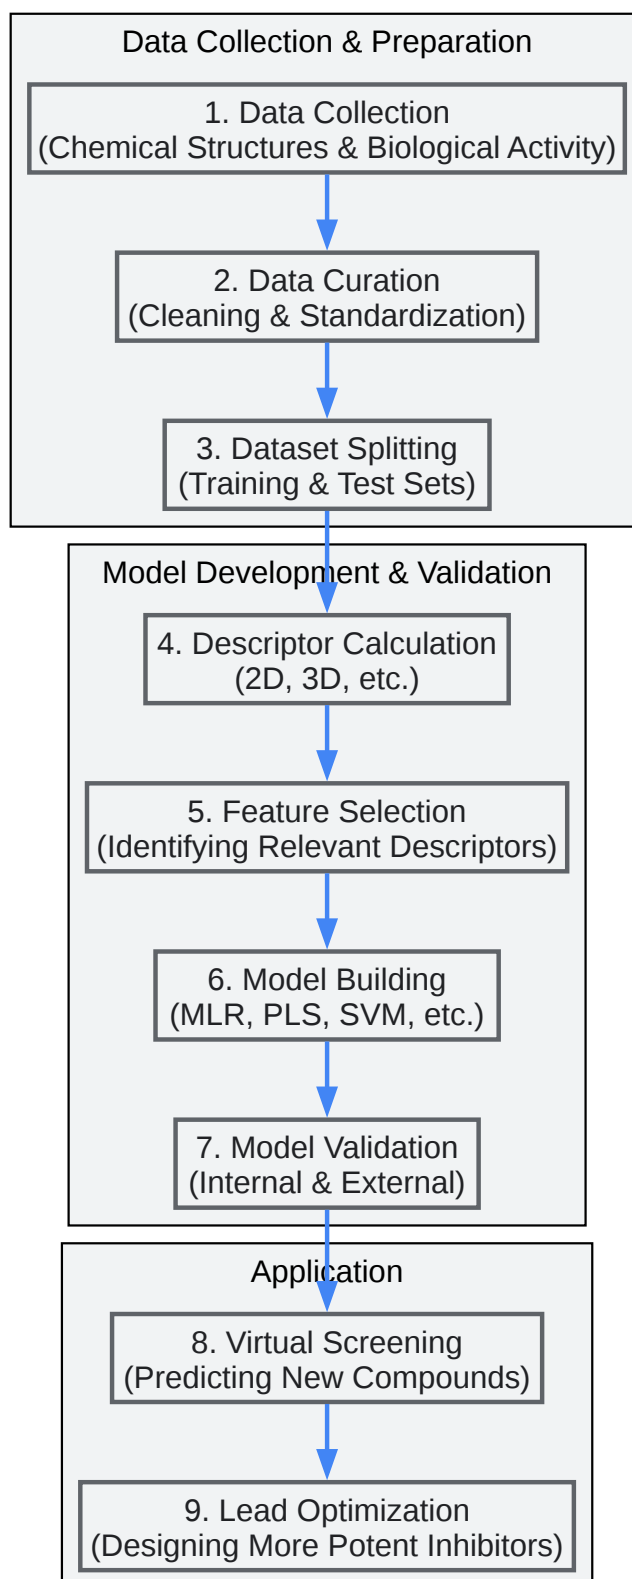 Data Collection & Preparation
1. Data Collection
(Chemical Structures & Biological Activity)
2. Data Curation
(Cleaning & Standardization)
3. Dataset Splitting
(Training & Test Sets)
Model Development & Validation
4. Descriptor Calculation
(2D, 3D, etc.)
5. Feature Selection
(Identifying Relevant Descriptors)
6. Model Building
(MLR, PLS, SVM, etc.)
7. Model Validation
(Internal & External)
Application
8. Virtual Screening
(Predicting New Compounds)
9. Lead Optimization
(Designing More Potent Inhibitors)